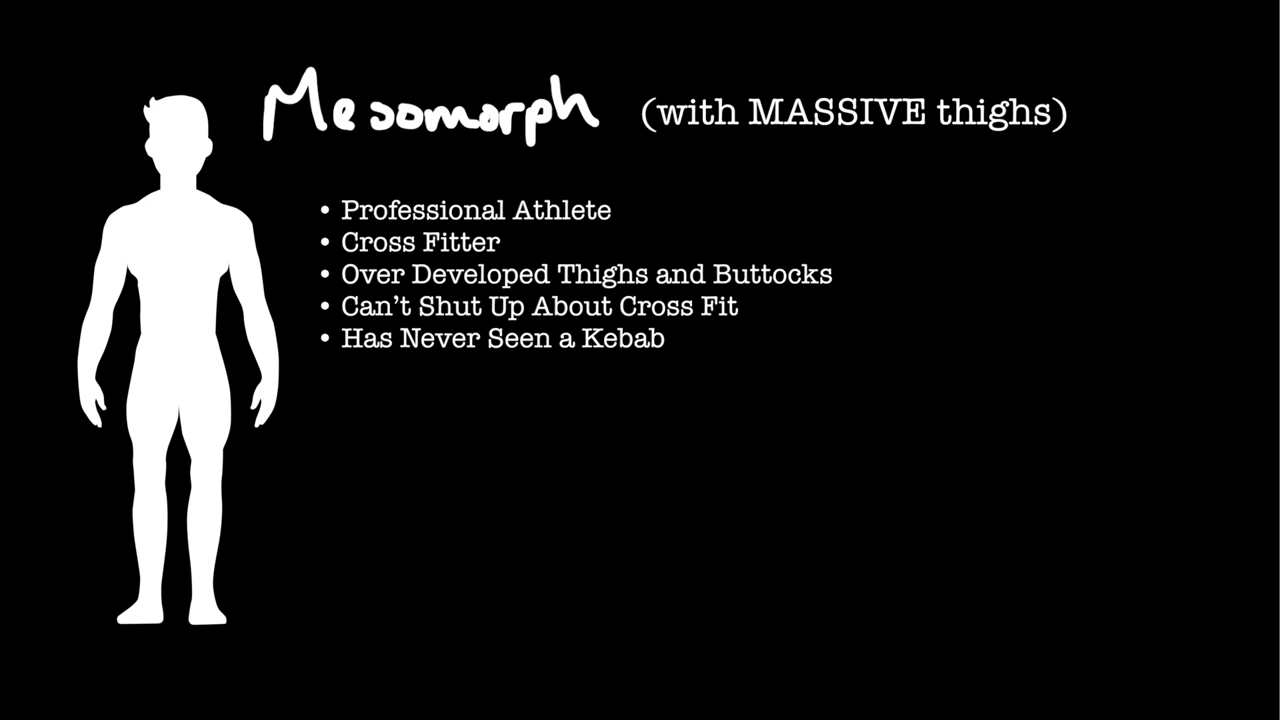 Mesomorph (with MASSIVE thighs)
• Professional Athlete
• Cross Fitter
• Over Developed Thighs and Buttocks
• Can’t Shut Up About Cross Fit
• Has Never Seen a Kebab